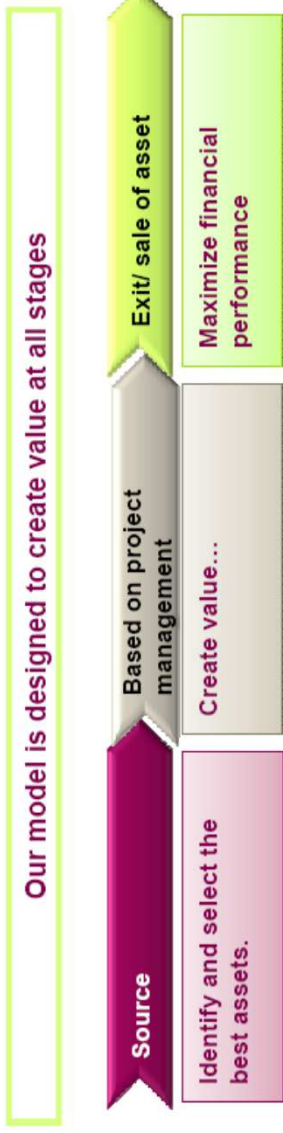 Our model is designed to create value at all stages
Source
Based on project
management
Exit/ sale of asset
Identify and select the
best assets.
Create value...
Maximize financial
performance